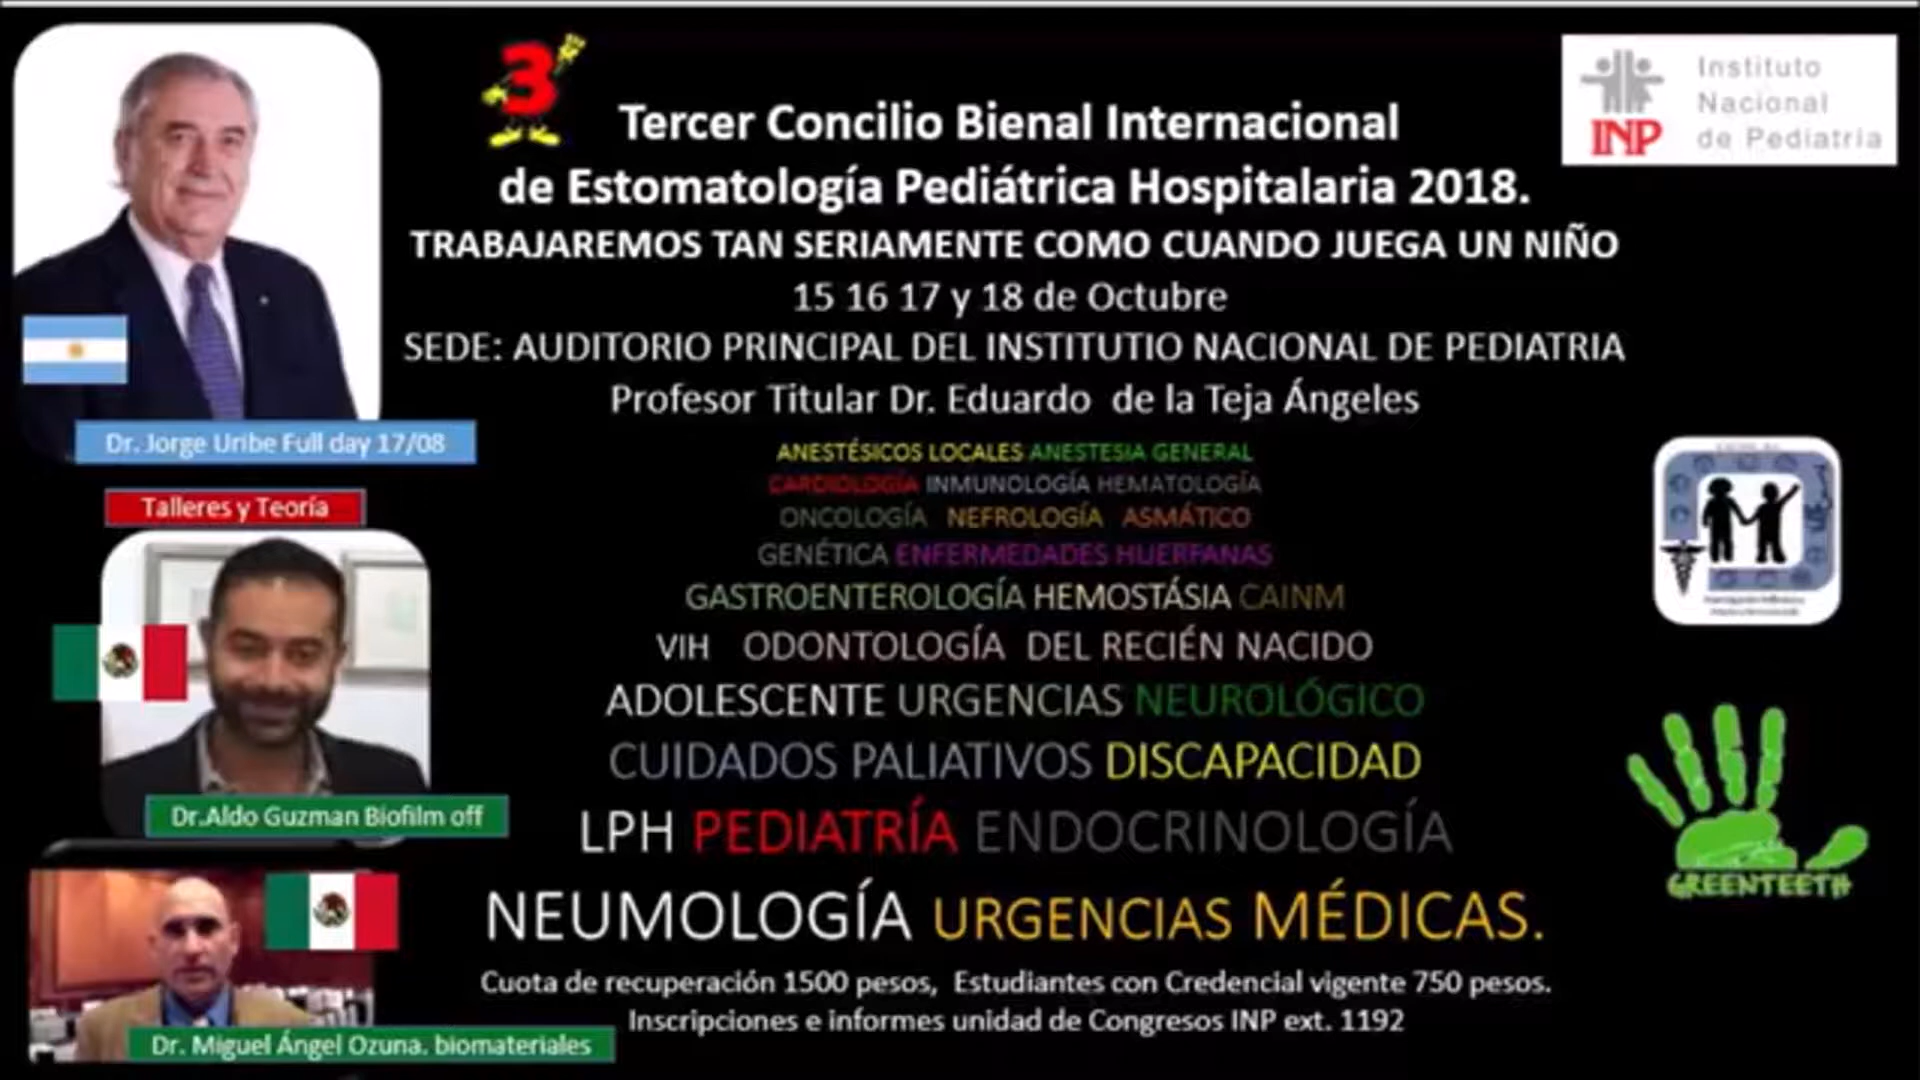 3
Tercer Concilio Bienal Internacional
de Estomatología Pediátrica Hospitalaria 2018.
TRABAJAREMOS TAN SERIAMENTE COMO CUANDO JUEGA UN NIÑO
15 16 17 y 18 de Octubre
SEDE: AUDITORIO PRINCIPAL DEL INSTITUTIO NACIONAL DE PEDIATRIA
Profesor Titular Dr. Eduardo de la Teja Ángeles
INP
Instituto
Nacional
de Pediatría
Dr. Jorge Uribe Full day 17/08
Talleres y Teoría
Dr.Aldo Guzman Biofilm off
Dr. Miguel Ángel Ozuna. biomateriales
ANESTÉSICOS LOCALES ANESTESIA GENERAL
CARDIOLOGÍA INMUNOLOGÍA HEMATOLOGÍA
ONCOLOGÍA NEFROLOGÍA ASMÁTICO
GENÉTICA ENFERMEDADES HUERFANAS
GASTROENTEROLOGÍA HEMOSTÁSIA CAINM
VIH ODONTOLOGÍA DEL RECIÉN NACIDO
ADOLESCENTE URGENCIAS NEUROLÓGICO
CUIDADOS PALIATIVOS DISCAPACIDAD
LPH PEDIATRÍA ENDOCRINOLOGÍA
NEUMOLOGÍA URGENCIAS MÉDICAS.
Cuota de recuperación 1500 pesos, Estudiantes con Credencial vigente 750 pesos.
Inscripciones e informes unidad de Congresos INP ext. 1192
GREENTEETH